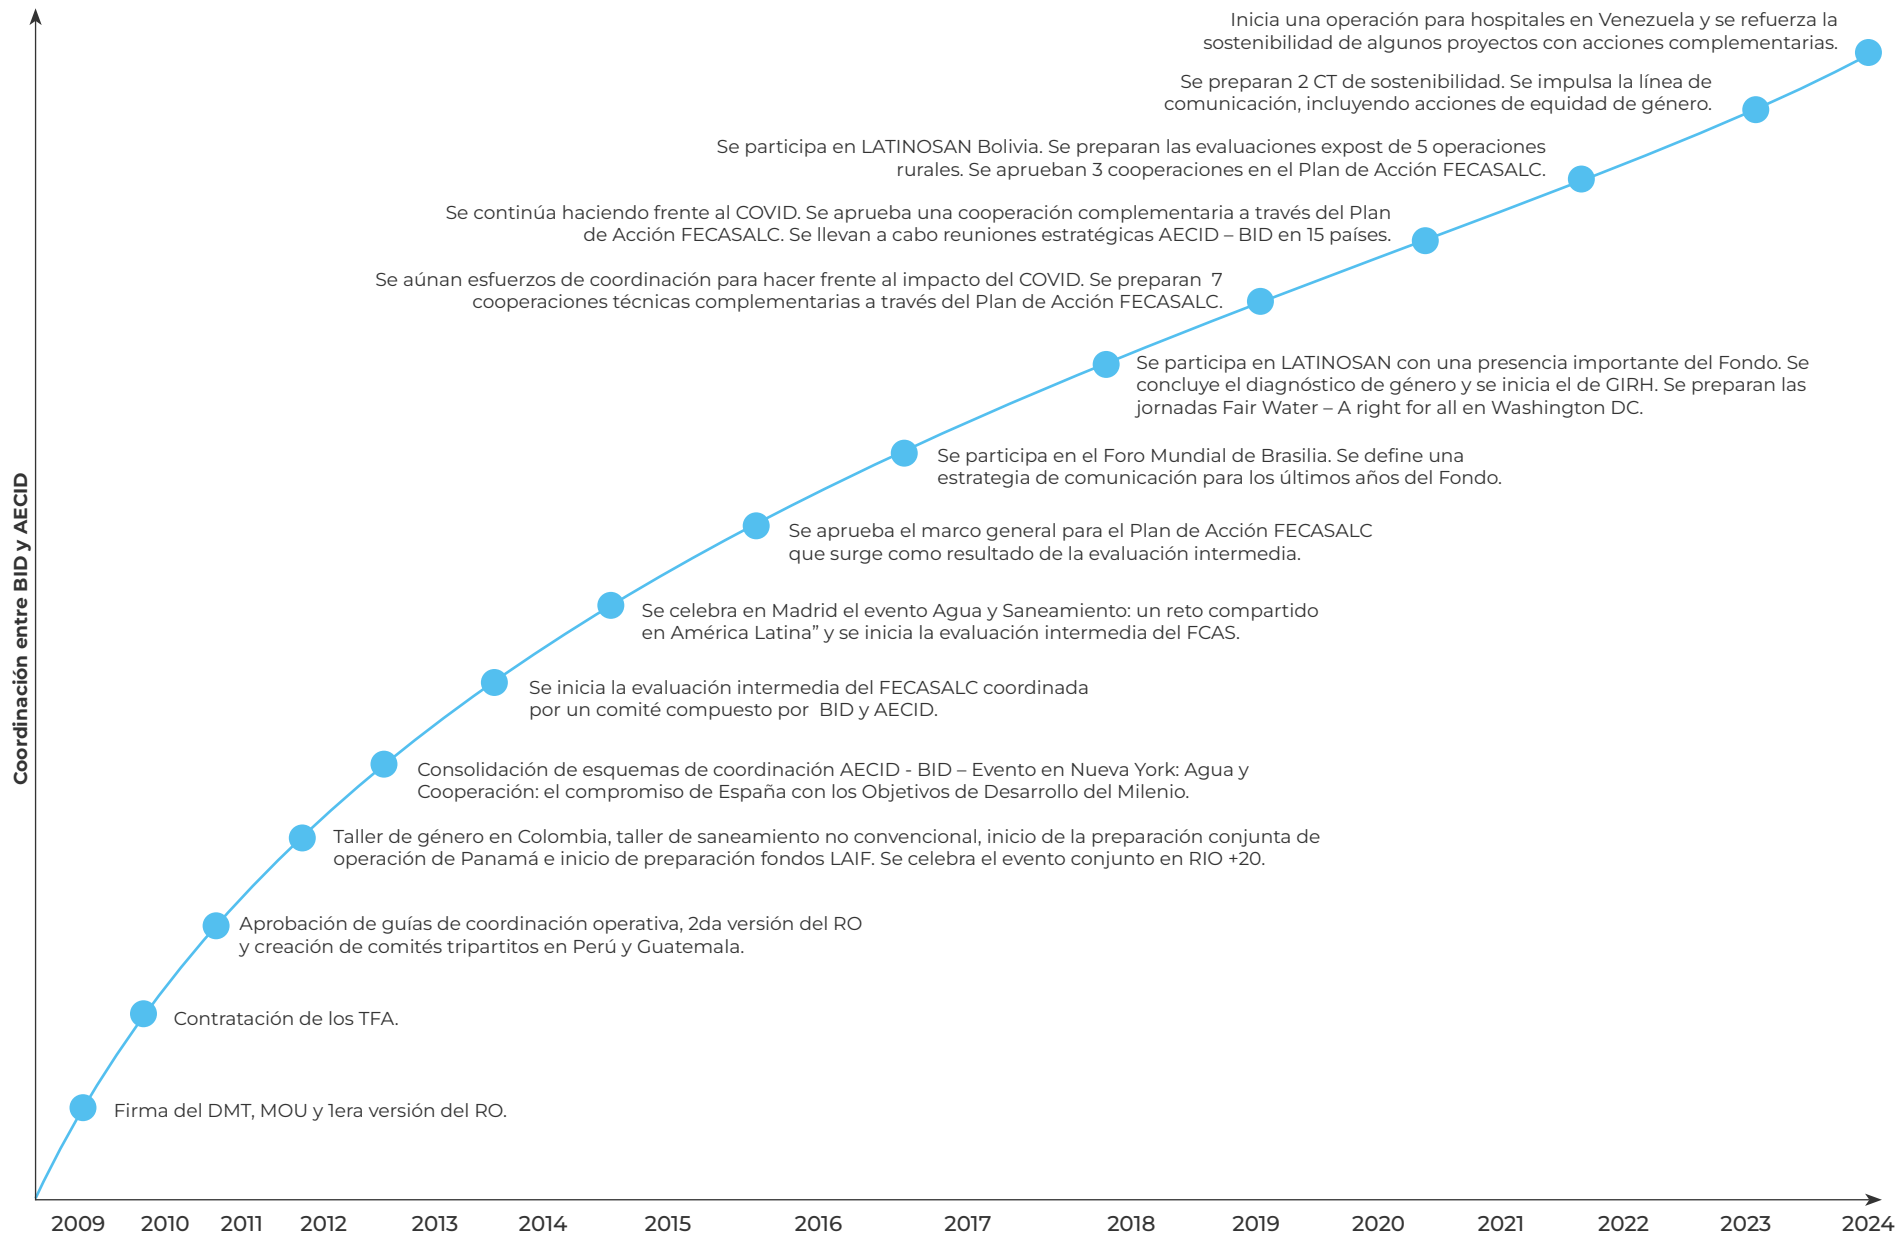 Inicia una operación para hospitales en Venezuela y se refuerza la
sostenibilidad de algunos proyectos con acciones complementarias.
Se preparan 2 CT de sostenibilidad. Se impulsa la línea de
comunicación, incluyendo acciones de equidad de género.
Se participa en LATINOSAN Bolivia. Se preparan las evaluaciones expost de 5 operaciones
rurales. Se aprueban 3 cooperaciones en el Plan de Acción FECASALC.
Se continúa haciendo frente al COVID. Se aprueba una cooperación complementaria a través del Plan
de Acción FECASALC. Se llevan a cabo reuniones estratégicas AECID – BID en 15 países.
Se aúnan esfuerzos de coordinación para hacer frente al impacto del COVID. Se preparan 7
cooperaciones técnicas complementarias a través del Plan de Acción FECASALC.
Se participa en LATINOSAN con una presencia importante del Fondo. Se
concluye el diagnóstico de género y se inicia el de GIRH. Se preparan las
jornadas Fair Water – A right for all en Washington DC.
Se participa en el Foro Mundial de Brasilia. Se define una
estrategia de comunicación para los últimos años del Fondo.
Se aprueba el marco general para el Plan de Acción FECASALC
que surge como resultado de la evaluación intermedia.
Se celebra en Madrid el evento Agua y Saneamiento: un reto compartido
en América Latina” y se inicia la evaluación intermedia del FCAS.
Se inicia la evaluación intermedia del FECASALC coordinada
por un comité compuesto por BID y AECID.
Consolidación de esquemas de coordinación AECID - BID – Evento en Nueva York: Agua y
Cooperación: el compromiso de España con los Objetivos de Desarrollo del Milenio.
Taller de género en Colombia, taller de saneamiento no convencional, inicio de la preparación conjunta de
operación de Panamá e inicio de preparación fondos LAIF. Se celebra el evento conjunto en RIO +20.
Aprobación de guías de coordinación operativa, 2da versión del RO
y creación de comités tripartitos en Perú y Guatemala.
Contratación de los TFA.
Firma del DMT, MOU y 1era versión del RO.
Coordinación entre BID y AECID
2009 2010 2011 2012 2013 2014 2015 2016 2017 2018 2019 2020 2021 2022 2023 2024